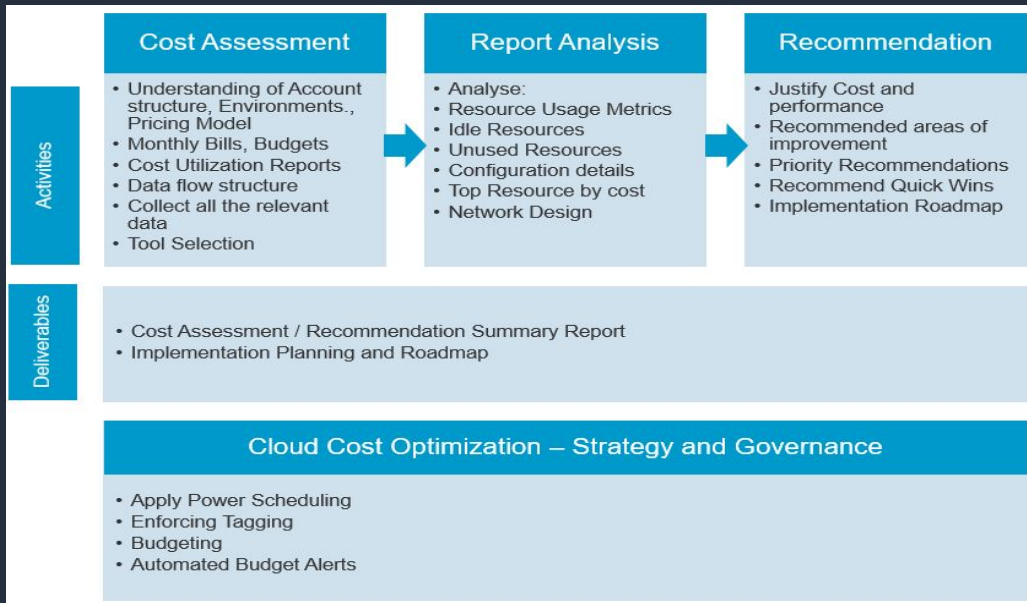 Cost Assessment
Report Analysis
Recommendation
Activities
• Understanding of Account
structure, Environments.,
Pricing Model
• Monthly Bills, Budgets
• Cost Utilization Reports
• Data flow structure
• Collect all the relevant
data
• Tool Selection
• Analyse:
• Resource Usage Metrics
• Idle Resources
• Unused Resources
• Configuration details
• Top Resource by cost
• Network Design
• Justify Cost and
performance
• Recommended areas of
improvement
• Priority Recommendations
• Recommend Quick Wins
• Implementation Roadmap
Deliverables
• Cost Assessment / Recommendation Summary Report
• Implementation Planning and Roadmap
Cloud Cost Optimization – Strategy and Governance
• Apply Power Scheduling
• Enforcing Tagging
• Budgeting
• Automated Budget Alerts